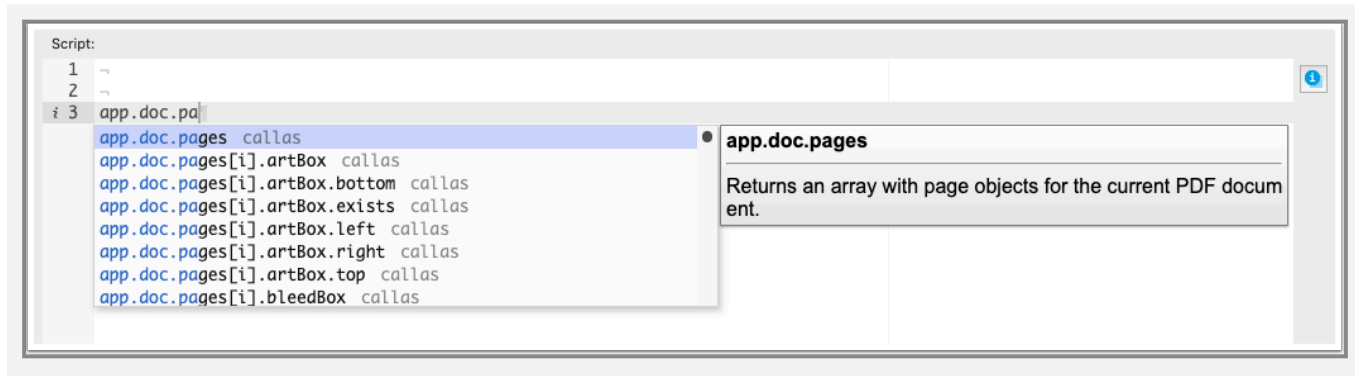 Script:
1 ¬
2 ¬
i 3 app.doc.pa
app.doc.pages callas
app.doc.pages[i].artBox callas
app.doc.pages[i].artBox.bottom callas
app.doc.pages[i].artBox.exists callas
app.doc.pages[i].artBox.left callas
app.doc.pages[i].artBox.right callas
app.doc.pages[i].artBox.top callas
app.doc.pages[i].bleedBox callas
app.doc.pages
Returns an array with page objects for the current PDF docum
ent.